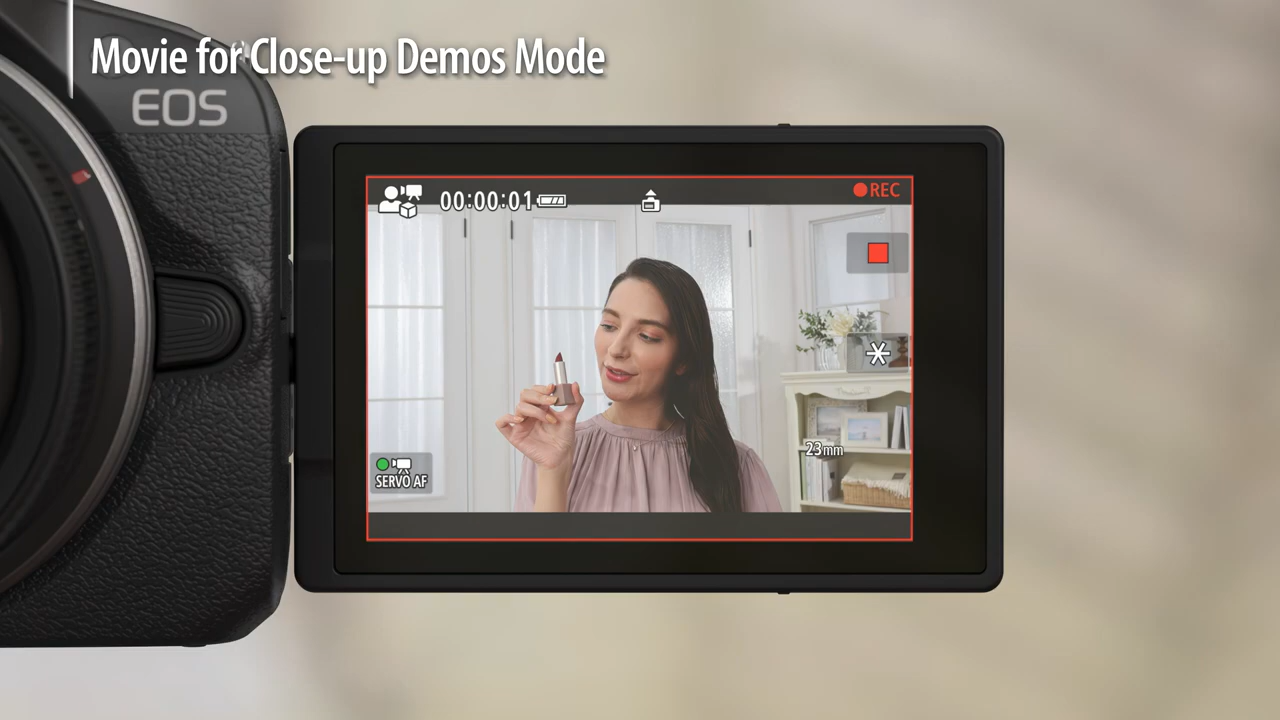 Movie for Close-up Demos Mode
EOS
00:00:01
REC
23mm
SERVO AF